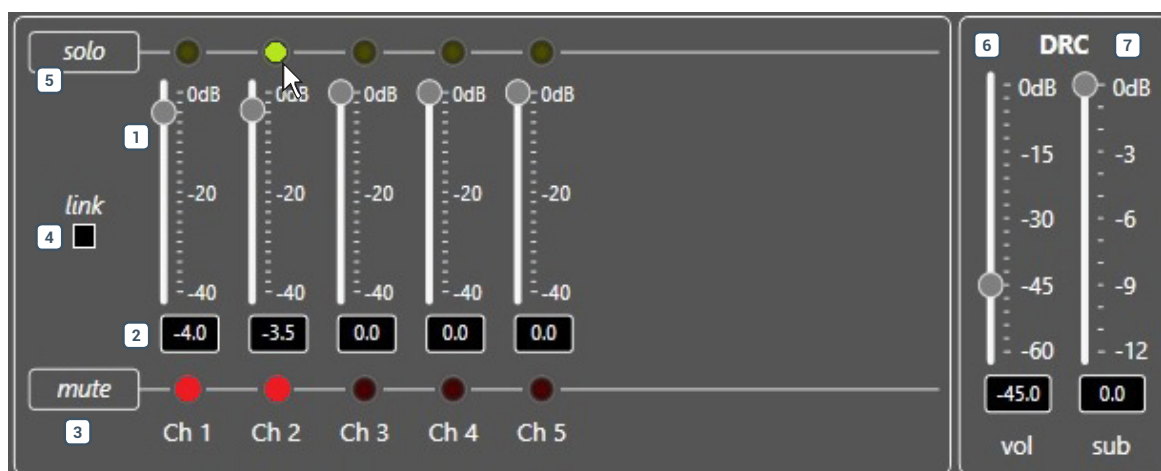 solo
6 DRC 7
5
0dB 0dB 0dB 0dB 0dB
0dB 0dB
1
-15 -3
-20 -20 -20 -20 -20
link
-30 -6
4
-45 -9
-40 -40 -40 -40 -40
2 -4.0 -3.5 0.0 0.0 0.0
-60 -12
mute
-45.0 0.0
3 Ch 1 Ch 2 Ch 3 Ch 4 Ch 5
vol sub